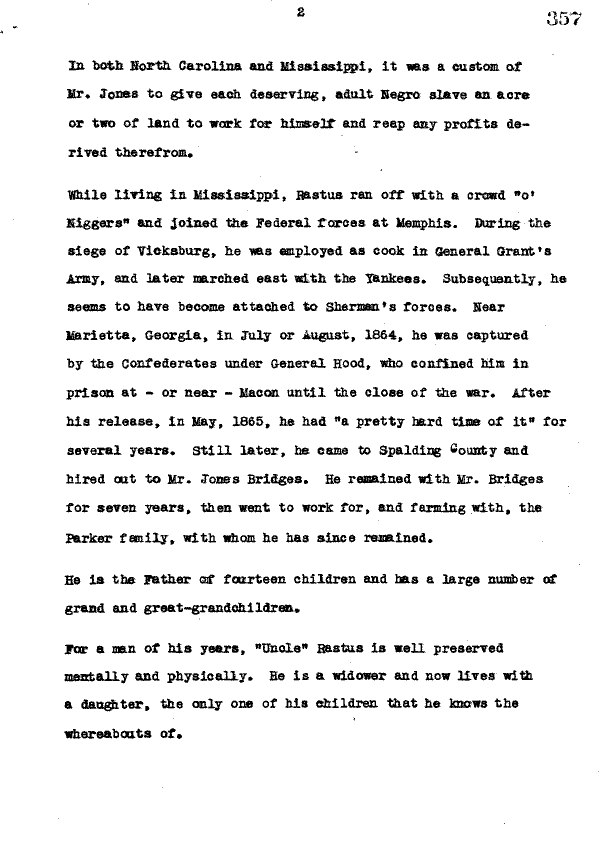 2
357
In both North Carolina and Mississippi, it was a custom of
Mr. Jones to give each deserving, adult Negro slave an acre
or two of land to work for himself and reap any profits de-
rived therefrom.
While living in Mississippi, Rastus ran off with a crowd "o'
Niggers" and joined the Federal forces at Memphis. During the
siege of Vicksburg, he was employed as cook in General Grant's
Army, and later marched east with the Yankees. Subsequently, he
seems to have become attached to Sherman's forces. Near
Marietta, Georgia, in July or August, 1864, he was captured
by the Confederates under General Hood, who confined him in
prison at - or near - Macon until the close of the war. After
his release, in May, 1865, he had "a pretty hard time of it" for
several years. Still later, he came to Spalding County and
hired out to Mr. Jones Bridges. He remained with Mr. Bridges
for seven years, then went to work for, and farming with, the
Parker family, with whom he has since remained.
He is the Father of fourteen children and has a large number of
grand and great-grandchildren.
For a man of his years, "Uncle" Rastus is well preserved
mentally and physically. He is a widower and now lives with
a daughter, the only one of his children that he knows the
whereabouts of.